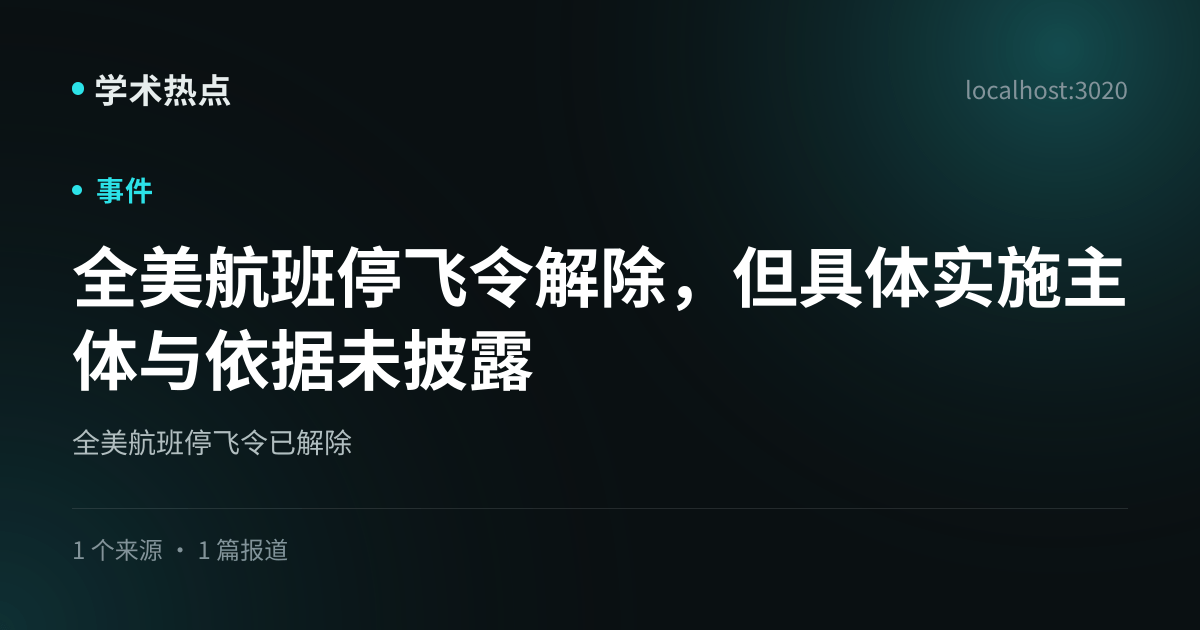 学术热点
localhost:3020
事件
全美航班停飞令解除，但具体实施主
体与依据未披露
全美航班停飞令已解除
1 个来源 · 1 篇报道